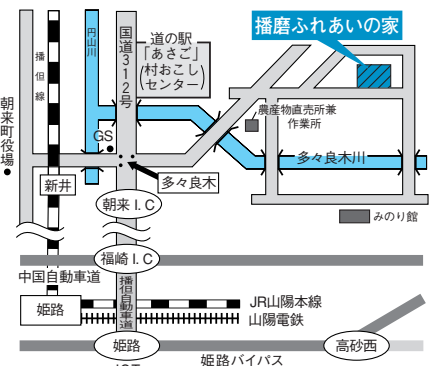 播磨ふれあいの家
円山川
国道312号
道の駅
「あさご」
(村おこし
センター)
播但線
農産物直売所兼
作業所
朝来町役場
GS
多々良木川
新井
多々良木
朝来I.C
みのり館
福崎I.C
中国自動車道
播但自動車道
姫路
JR山陽本線
山陽電鉄
姫路
高砂西
姫路バイパス